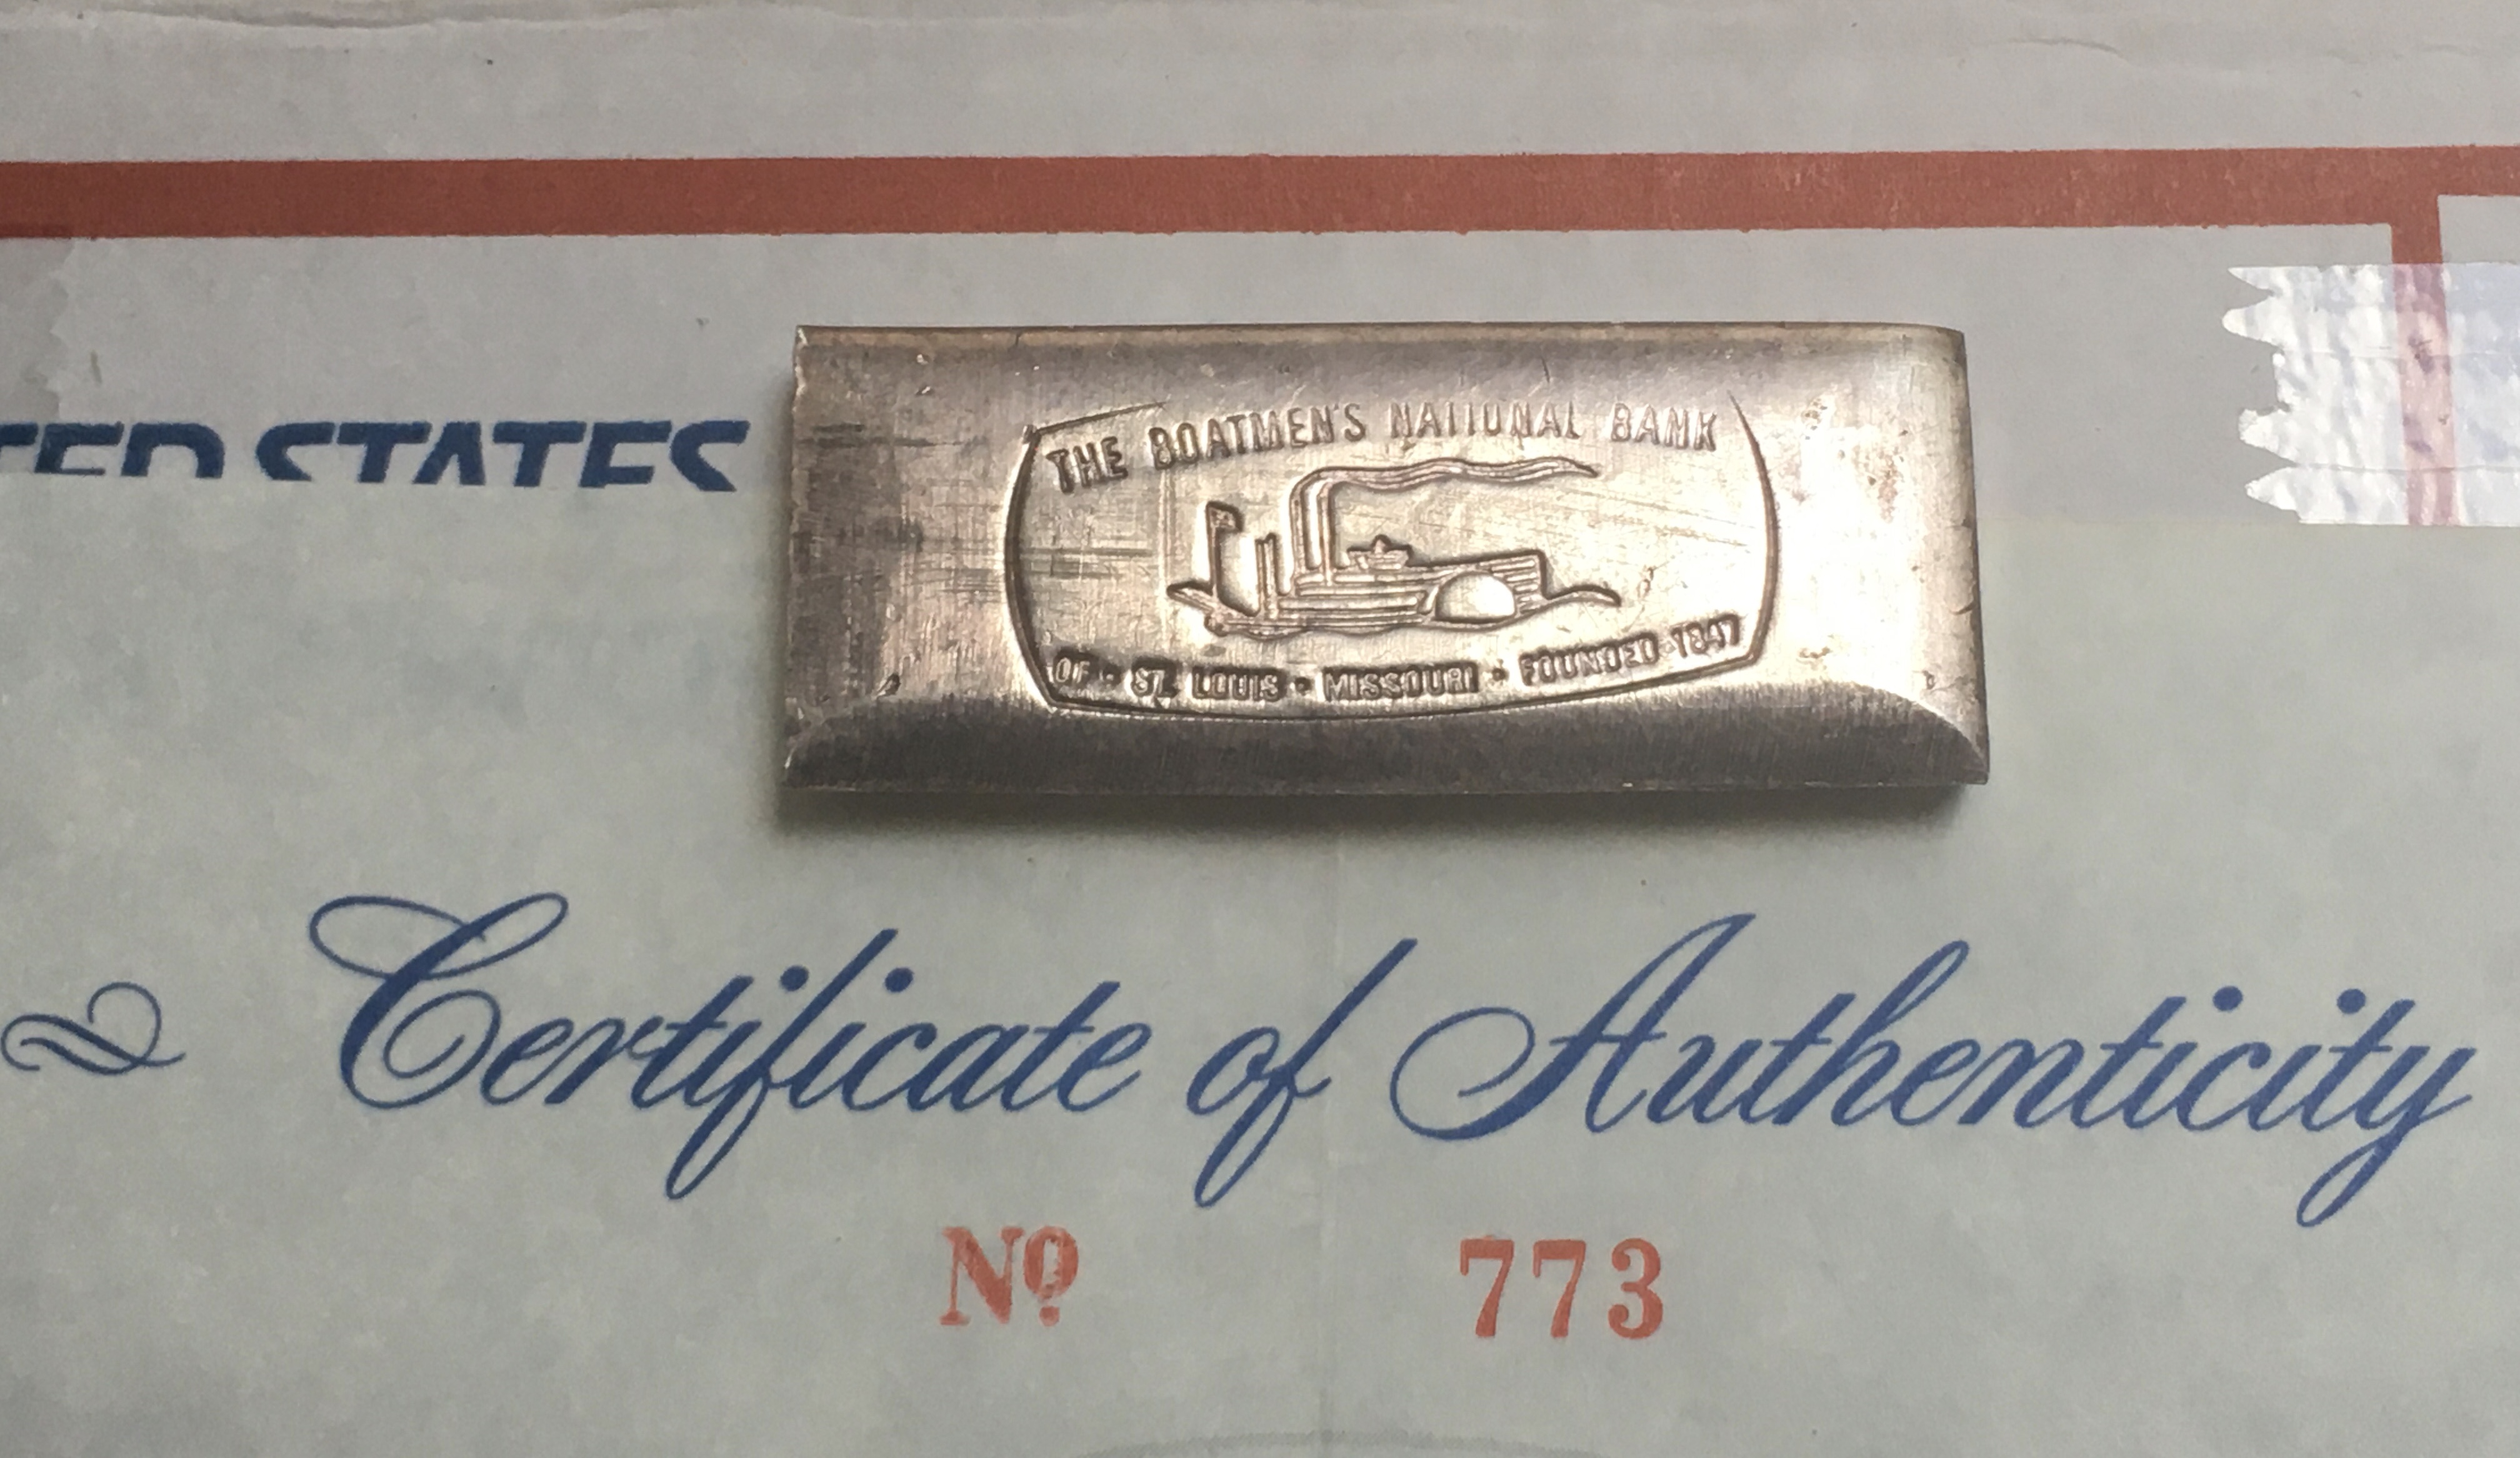 TED STATES
THE BOATMEN'S NATIONAL BANK
OF • ST. LOUIS • MISSOURI • FOUNDED 1847
Certificate of Authenticity
Nº 773